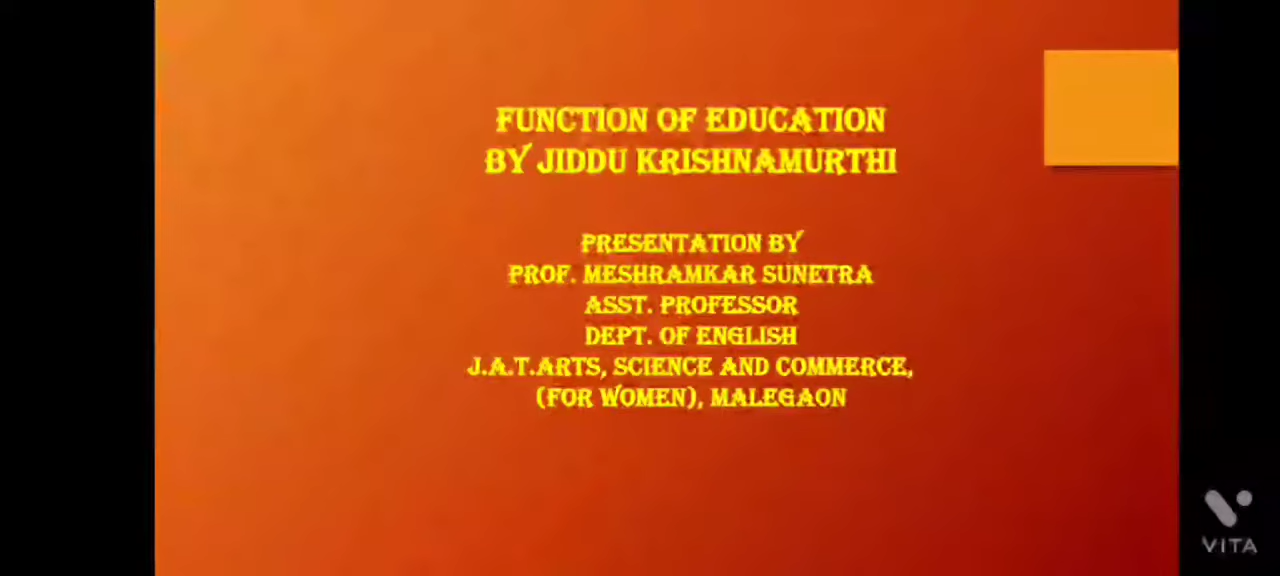 FUNCTION OF EDUCATION
BY JIDDU KRISHNAMURTHI
PRESENTATION BY
PROF. MESHRAMKAR SUNETRA
ASST. PROFESSOR
DEPT. OF ENGLISH
J.A.T.ARTS, SCIENCE AND COMMERCE,
(FOR WOMEN), MALEGAON
VITA